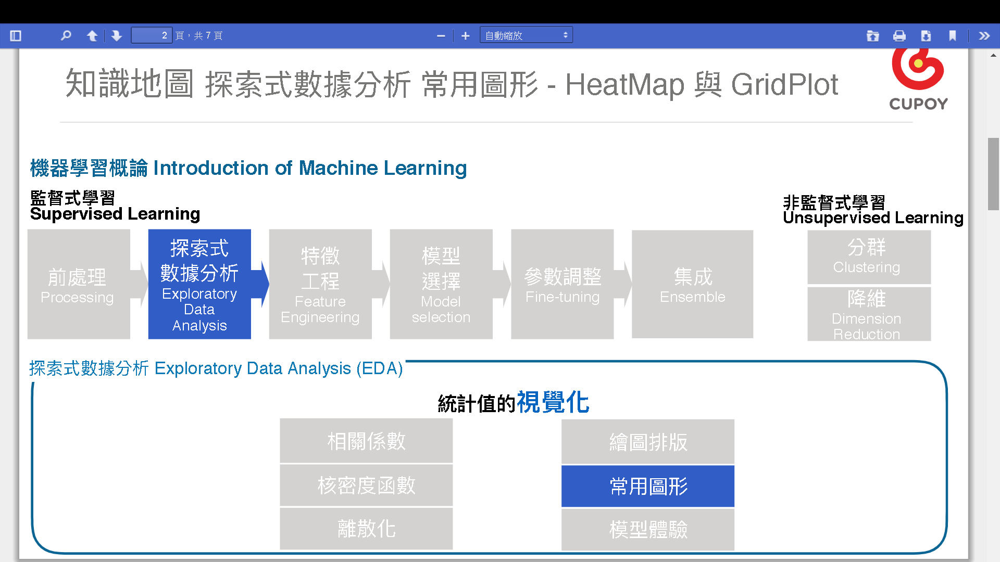 2 頁，共 7 頁
自動縮放
知識地圖 探索式數據分析 常用圖形 - HeatMap 與 GridPlot
CUPOY
機器學習概論 Introduction of Machine Learning
監督式學習
Supervised Learning
非監督式學習
Unsupervised Learning
前處理
Processing
探索式
數據分析
Exploratory
Data
Analysis
特徵
工程
Feature
Engineering
模型
選擇
Model
selection
參數調整
Fine-tuning
集成
Ensemble
分群
Clustering
降維
Dimension
Reduction
探索式數據分析 Exploratory Data Analysis (EDA)
統計值的視覺化
相關係數
核密度函數
離散化
繪圖排版
常用圖形
模型體驗